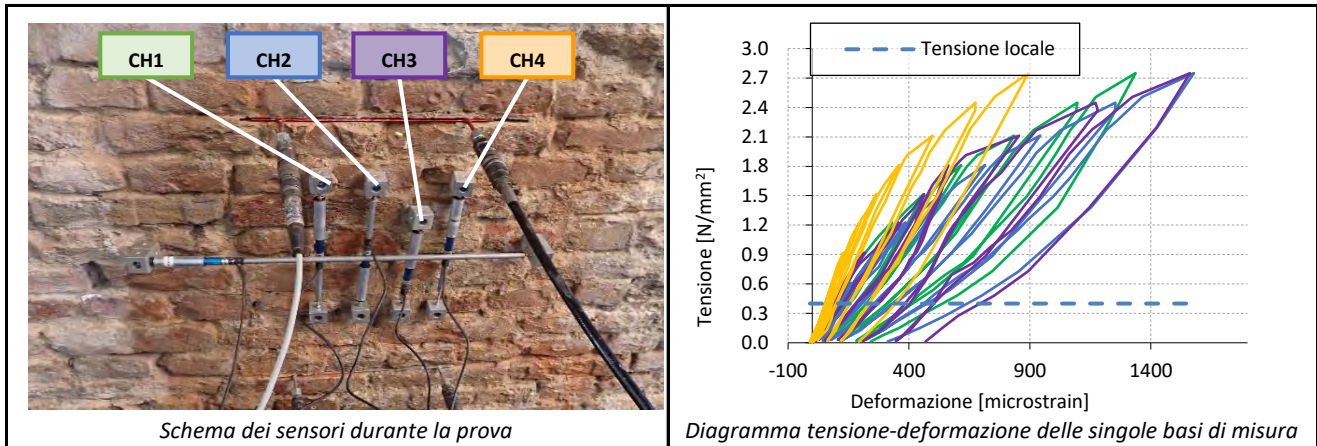 CH1
CH2
CH3
CH4
Schema dei sensori durante la prova
Tensione locale
3.0
2.7
2.4
2.1
1.8
1.5
1.2
0.9
0.6
0.3
0.0
Tensione [N/mm²]
-100
400
900
1400
Deformazione [microstrain]
Diagramma tensione-deformazione delle singole basi di misura